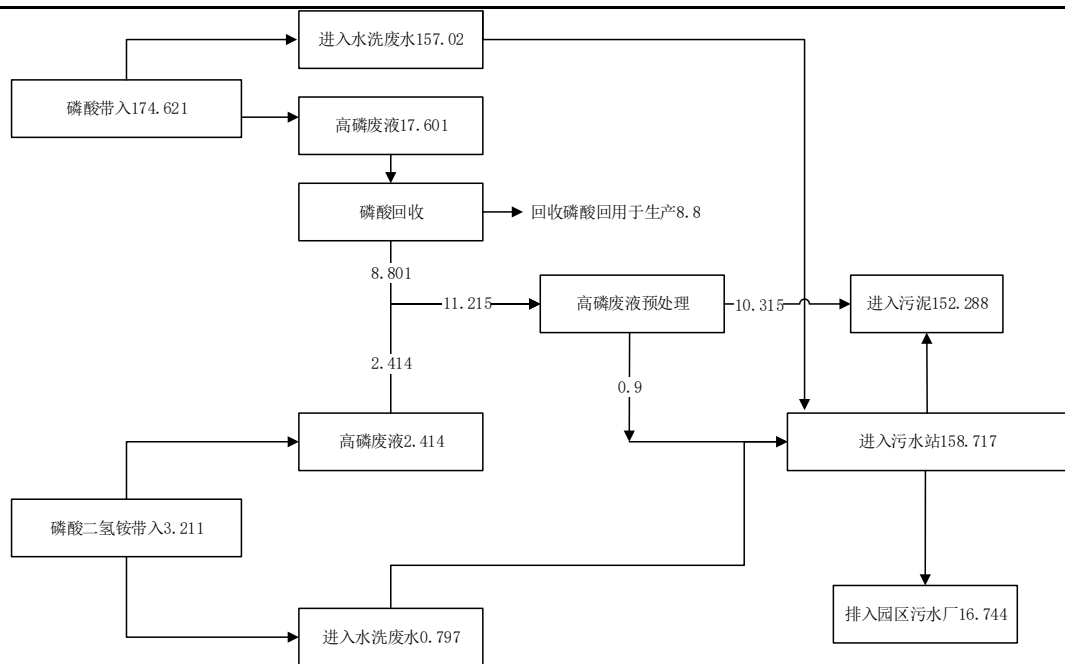 进入水洗废水157.02
磷酸带入174.621
高磷废液17.601
磷酸回收
回收磷酸回用于生产8.8
8.801
11.215
高磷废液预处理
10.315
进入污泥152.288
2.414
0.9
高磷废液2.414
进入污水站158.717
磷酸二氢铵带入3.211
排入园区污水厂16.744
进入水洗废水0.797